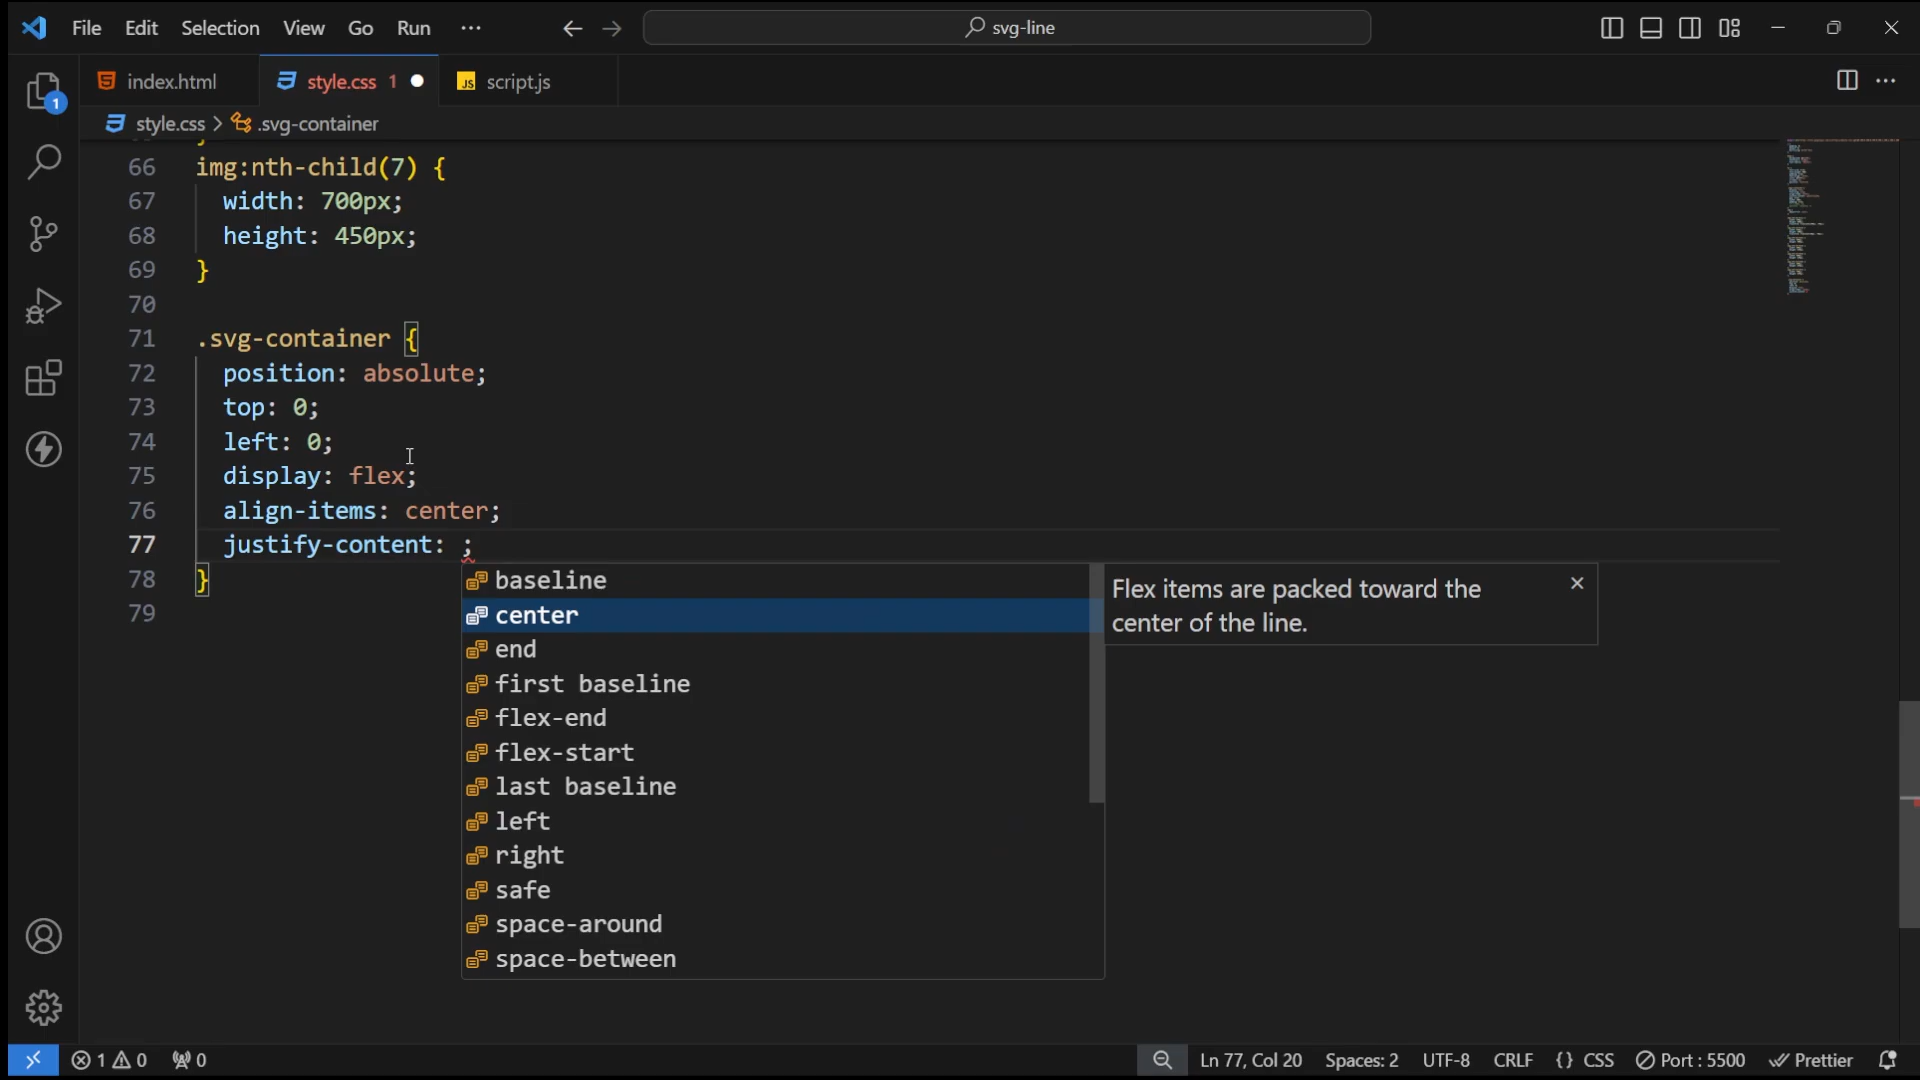 File Edit Selection View Go Run ···
svg-line
index.html
style.css 1
script.js
style.css > .svg-container
1
66 img:nth-child(7) {
67 width: 700px;
68 height: 450px;
69 }
70
71 .svg-container {
72 position: absolute;
73 top: 0;
74 left: 0;
75 display: flex;
76 align-items: center;
77 justify-content: ;
78 }
79
baseline
center
end
first baseline
flex-end
flex-start
last baseline
left
right
safe
space-around
space-between
Flex items are packed toward the
center of the line.
1 0 0 Ln 77, Col 20 Spaces: 2 UTF-8 CRLF {} CSS Port : 5500 Prettier